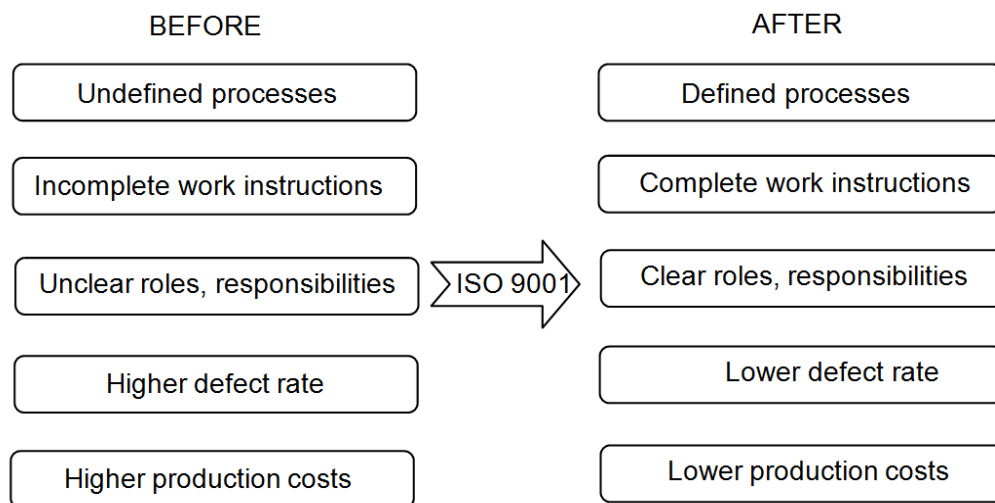 BEFORE
Undefined processes
Incomplete work instructions
Unclear roles, responsibilities
Higher defect rate
Higher production costs
ISO 9001
AFTER
Defined processes
Complete work instructions
Clear roles, responsibilities
Lower defect rate
Lower production costs